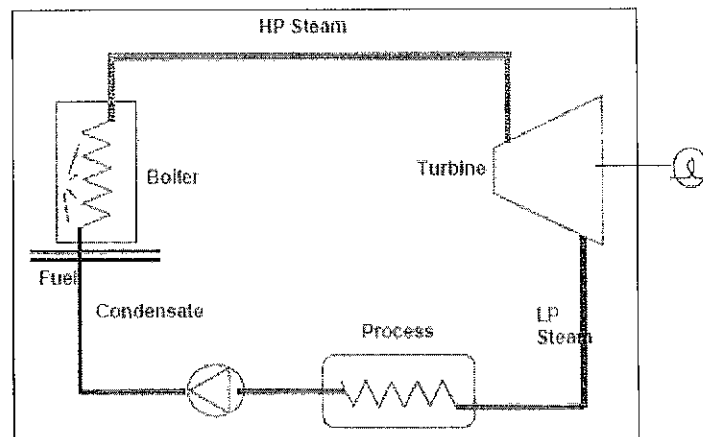 HP Steam
Boiler
Turbine
Fuel
Condensate
Process
LP
Steam